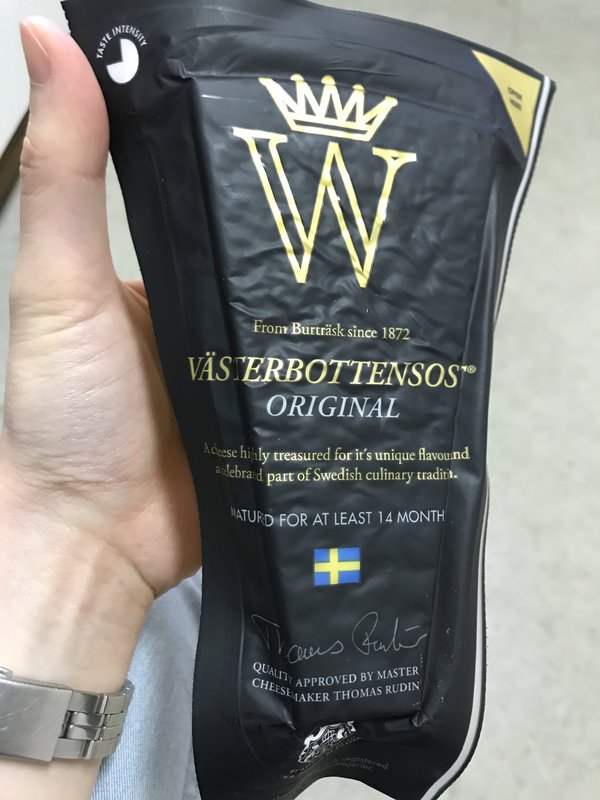 TASTE INTENSITY
W
From Burträsk since 1872
VÄSTERBOTTENSOST®
ORIGINAL
A cheese highly treasured for it's unique flavour and
a celebrated part of Swedish culinary tradition.
MATURED FOR AT LEAST 14 MONTHS
QUALITY APPROVED BY MASTER
CHEESEMAKER THOMAS RUDIN
registered